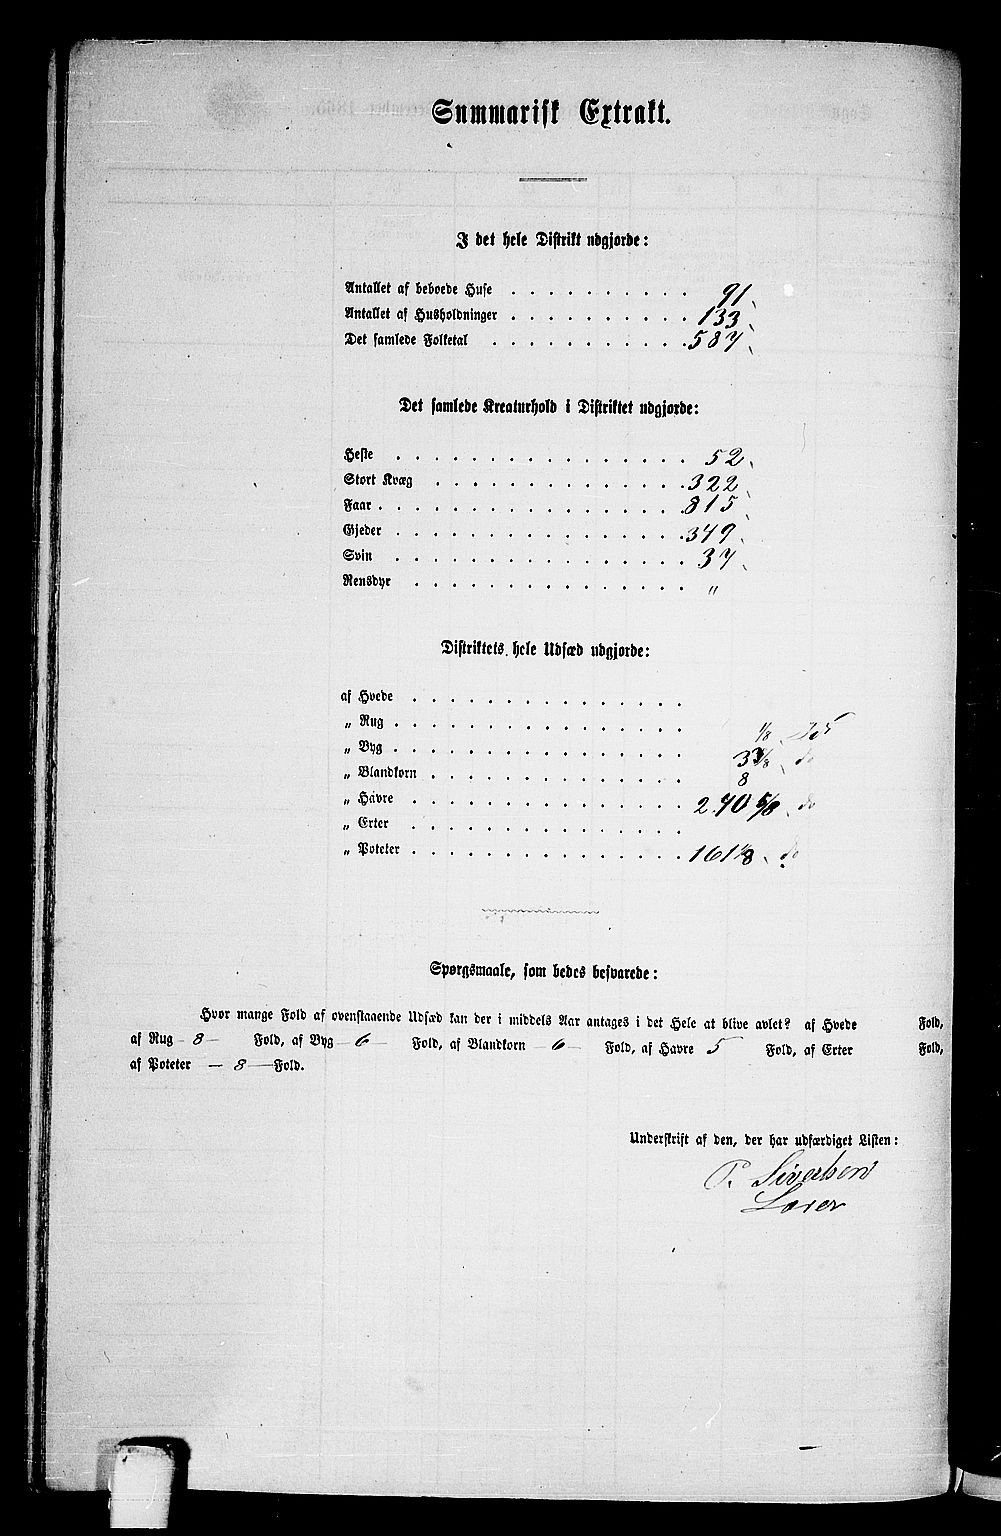 Summarisk Extrakt.
I det hele Distrikt udgjorde:
Antallet af beboede Huse . . . . . . . . . . 91
Antallet af Husholdninger . . . . . . . . . . 133
Det samlede Folketal . . . . . . . . . . . 587
Det samlede Kreaturhold i Distriktet udgjorde:
Heste . . . . . . . . . . . . . . . . 52
Stort Kvæg . . . . . . . . . . . . . . 322
Faar . . . . . . . . . . . . . . . . . 815
Gjeder . . . . . . . . . . . . . . . . 349
Svin . . . . . . . . . . . . . . . . 37
Rensdyr . . . . . . . . . . . . . . . "
Distriktets hele Udsæd udgjorde:
af Hvede . . . . . . . . . . . . . . .
„ Rug . . . . . . . . . . . . . . . . 1/8
„ Byg . . . . . . . . . . . . . . . . do
„ Blandkorn . . . . . . . . . . . . . . 8
„ Havre . . . . . . . . . . . . . . . 270 5/8 do
„ Erter . . . . . . . . . . . . . . .
„ Poteter . . . . . . . . . . . . . . . 161 do
Spørgsmaale, som bedes besvarede:
Hvor mange Fold af ovenstaaende Udsæd kan der i middels Aar antages i det Hele at blive avlet? af Hvede Fold,
af Rug - 8 - Fold, af Byg - 6 - Fold, af Blandkorn - 6 - Fold, af Havre 5 Fold, af Erter Fold,
af Poteter - 8 - Fold.
Underskrift af den, der har udfærdiget Listen:
P. Sivertsen
Lærer